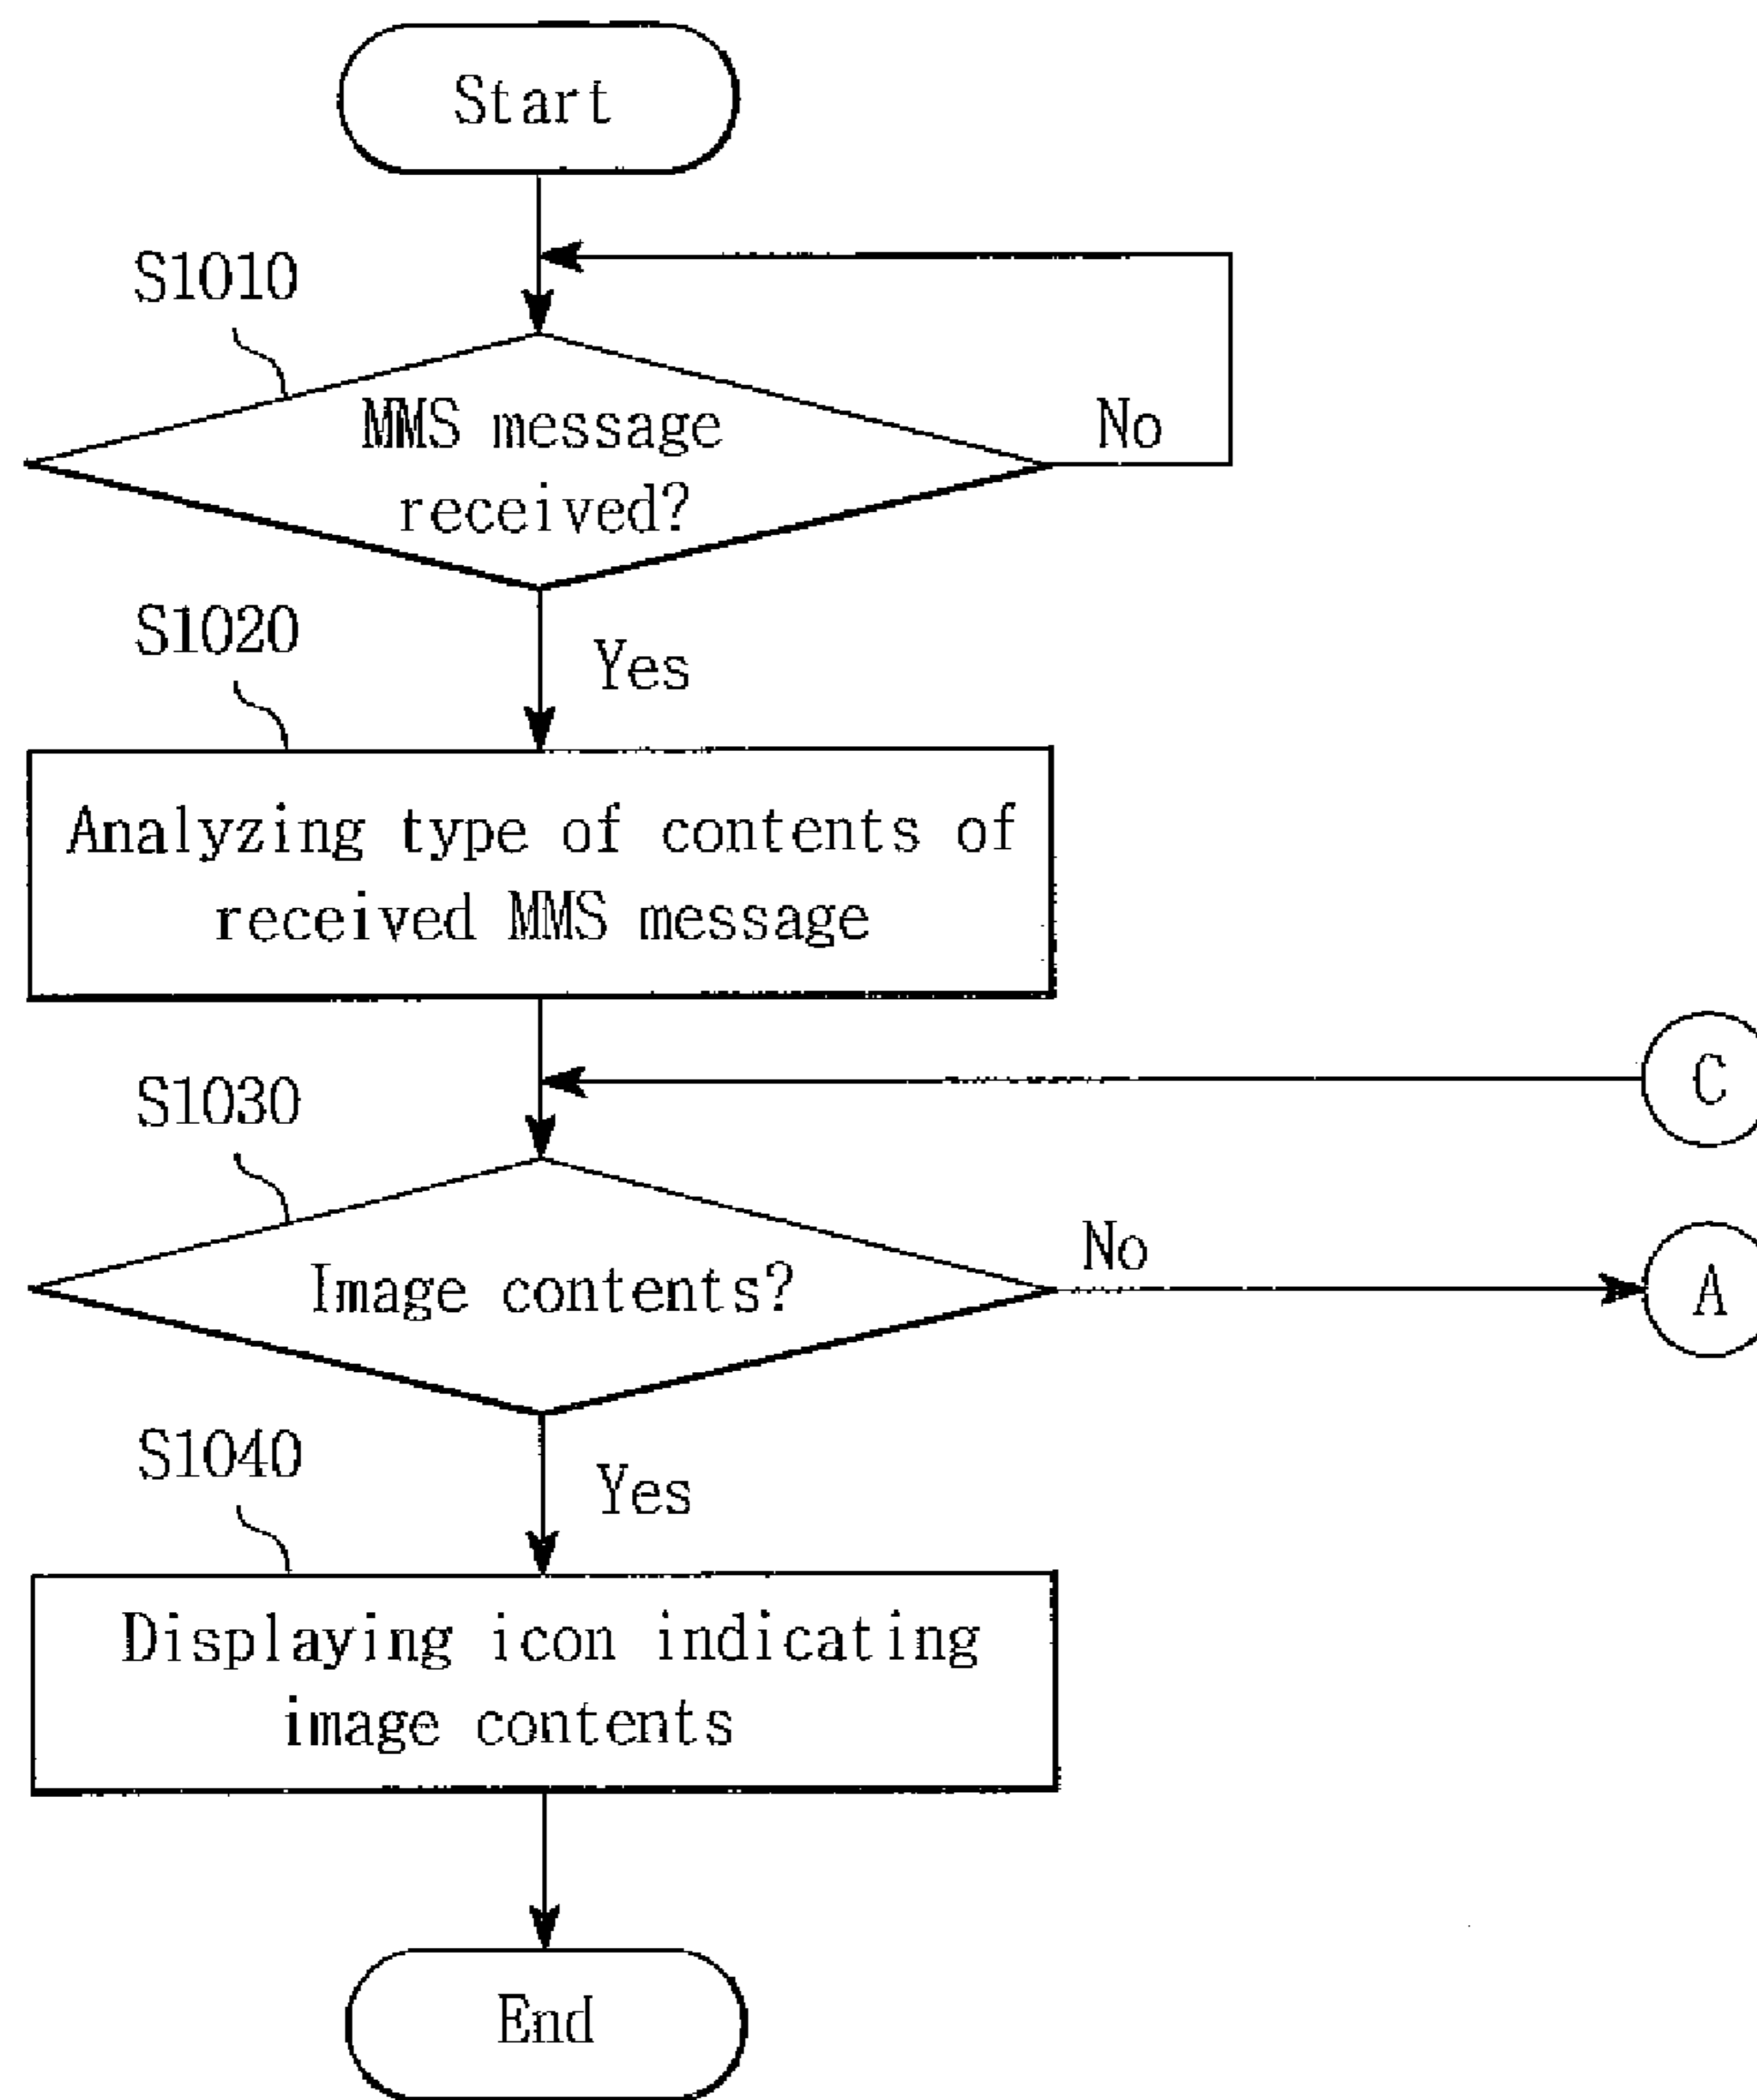 Start
S1010
MMS message
received?
No
S1020
Yes
Analyzing type of contents of
received MMS message
C
S1030
Image contents?
No
A
S1040
Yes
Displaying icon indicating
image contents
End